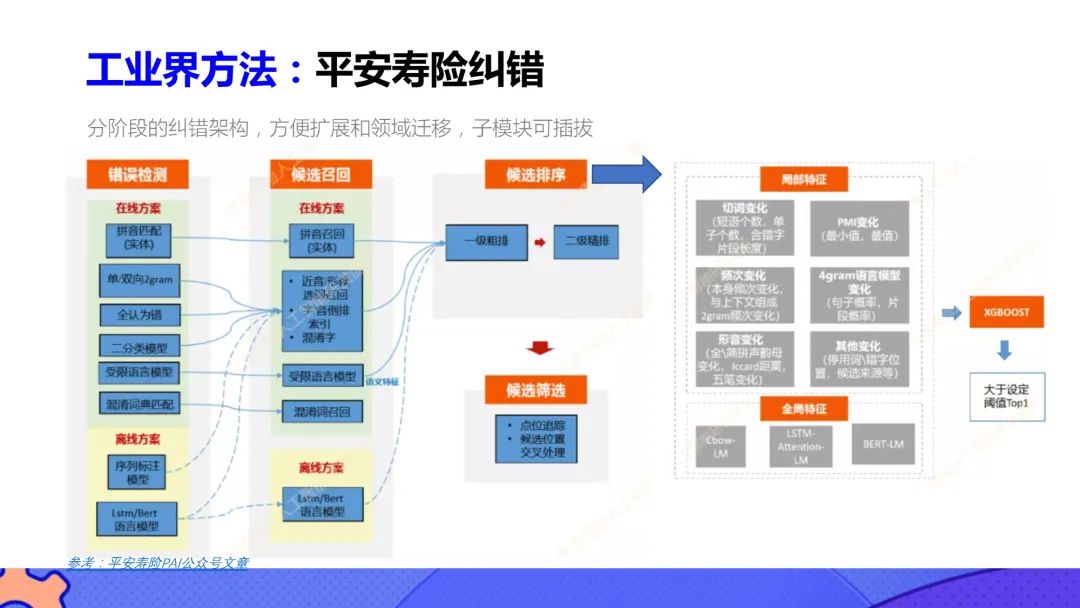 工业界方法：平安寿险纠错
分阶段的纠错架构，方便扩展和领域迁移，子模块可插拔
错误检测
在线方案
拼音匹配
(实体)
单/双向2gram
全认为错
二分类模型
受限语言模型
混淆词典匹配
离线方案
序列标注
模型
Lstm/Bert
语言模型
候选召回
在线方案
拼音召回
(实体)
• 近音/形似
选词召回
索引
• 混淆字
受限语言模型
语义特征
混淆词召回
离线方案
Lstm/Bert
语言模型
候选排序
一级粗排
二级精排
候选筛选
• 点位追踪
• 候选位置
交叉处理
局部特征
切词变化
(短语个数，单
子个数，含错字
片段长度)
PMI变化
(最小值，最值)
频次变化
(本身频次变化，
与上下文组成
2gram频次变化)
4gram语言模型
变化
(句子概率，片
段概率)
形音变化
(全\简拼声韵母
变化，Jccard距离，
五笔变化)
其他变化
(停用词\错字位
置，候选来源等)
全局特征
Cbow-
LM
LSTM-
Attention-
LM
BERT-LM
XGBOOST
大于设定
阈值Top1
参考：平安寿险PAI公众号文章